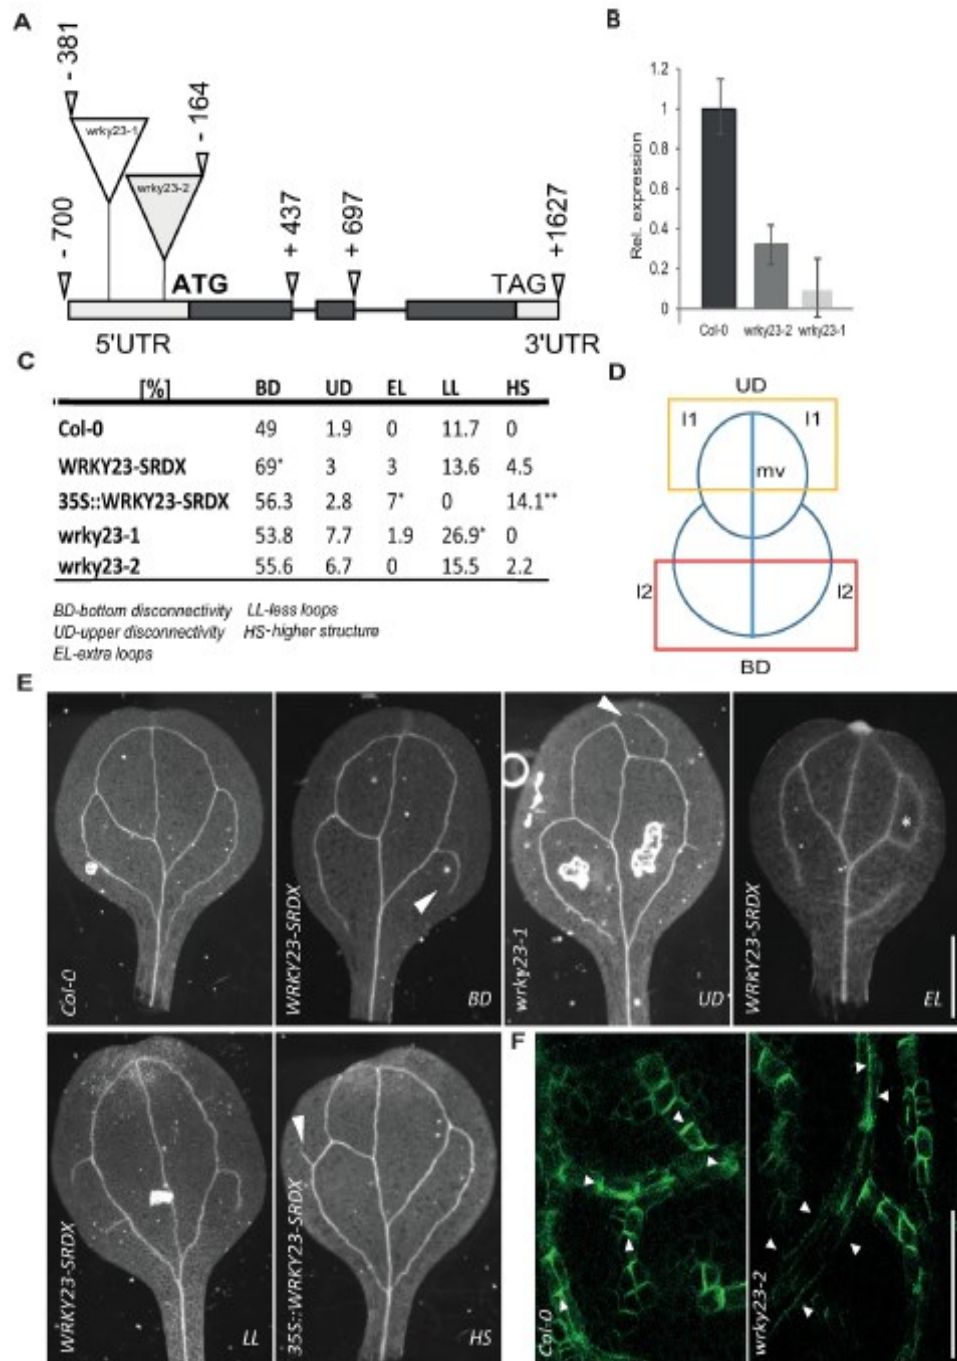 A
- 381
wrky23-1
- 164
wrky23-2
- 700
+ 437
+ 697
+1627
ATG
TAG
5'UTR
3'UTR
B
Rel. expression
1.2
1
0.8
0.6
0.4
0.2
0
Col-0 wrky23-2 wrky23-1
C
[%] BD UD EL LL HS
Col-0 49 1.9 0 11.7 0
WRKY23-SRDX 69* 3 3 13.6 4.5
35S::WRKY23-SRDX 56.3 2.8 7* 0 14.1**
wrky23-1 53.8 7.7 1.9 26.9* 0
wrky23-2 55.6 6.7 0 15.5 2.2
BD-bottom disconnectivity LL-less loops
UD-upper disconnectivity HS-higher structure
EL-extra loops
D
UD
l1 l1
mv
l2 l2
BD
E
Col-0
WRKY23-SRDX
BD
wrky23-1
UD
WRKY23-SRDX
*
EL
WRKY23-SRDX
LL
35S::WRKY23-SRDX
HS
F
Col-0
wrky23-2